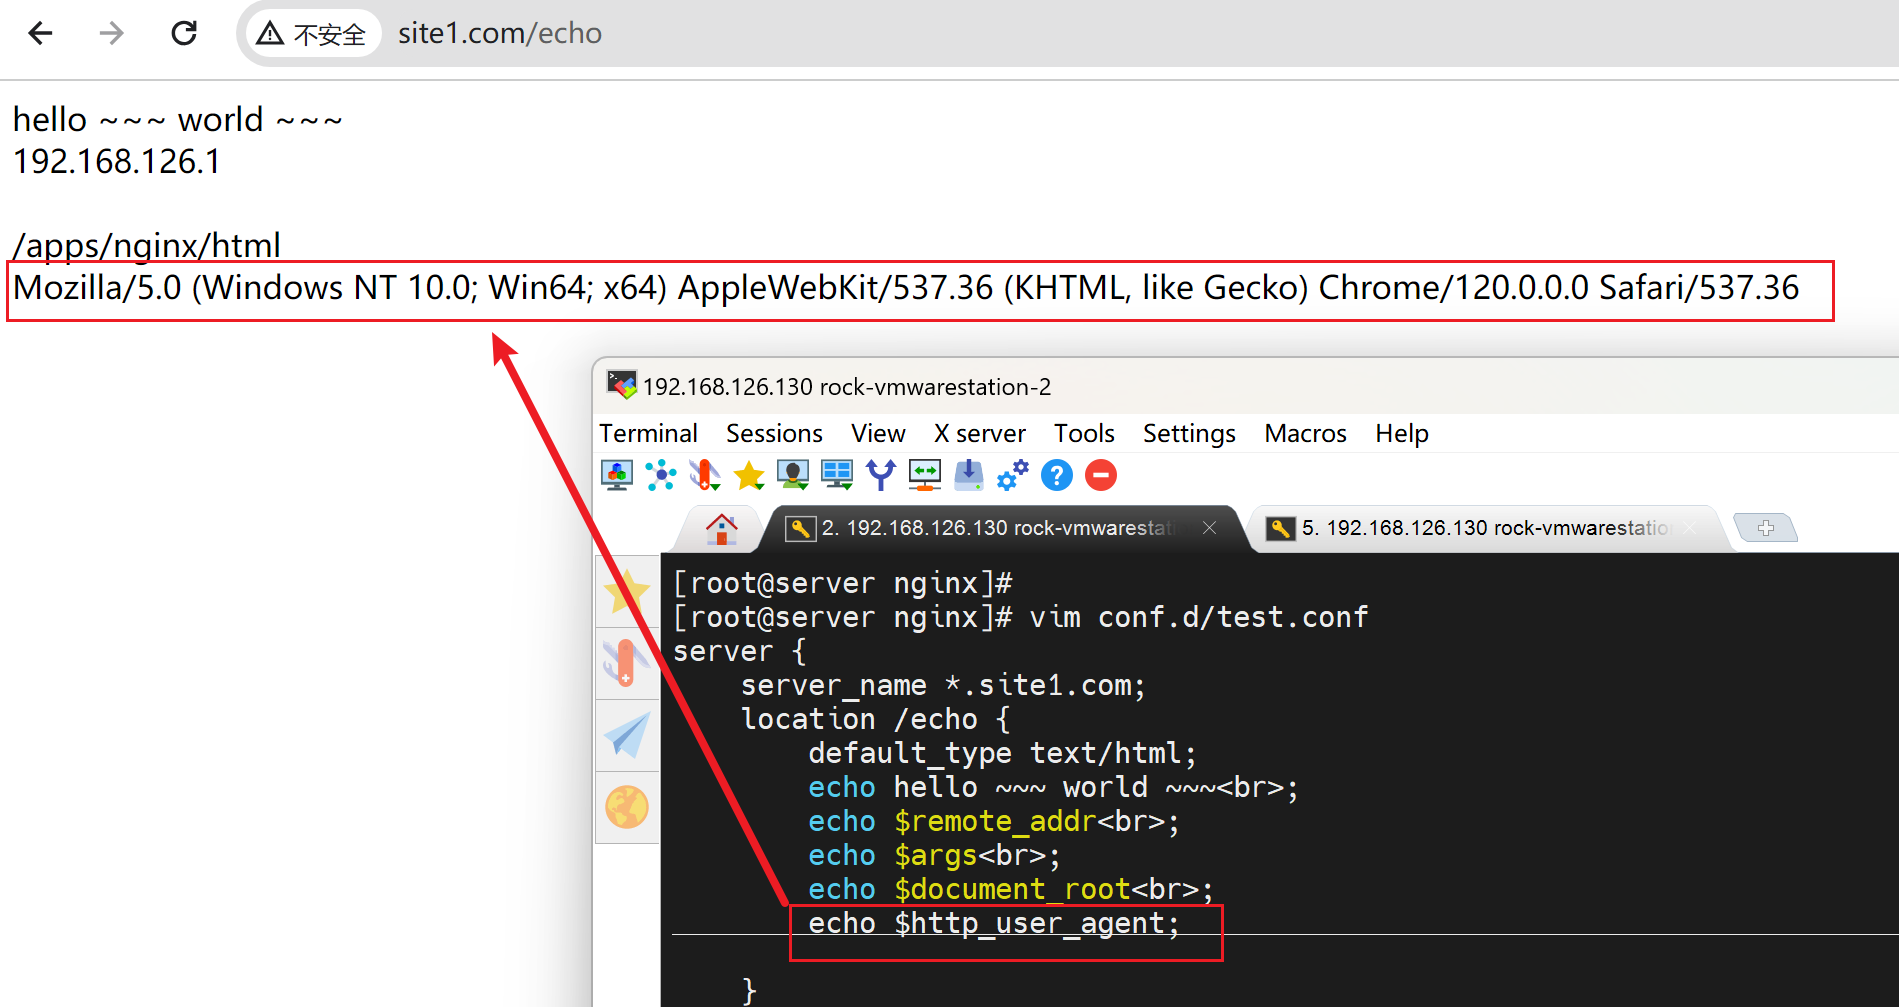 不安全 site1.com/echo
hello ~~~ world ~~~
192.168.126.1
/apps/nginx/html
Mozilla/5.0 (Windows NT 10.0; Win64; x64) AppleWebKit/537.36 (KHTML, like Gecko) Chrome/120.0.0.0 Safari/537.36
192.168.126.130 rock-vmwarestation-2
Terminal Sessions View X server Tools Settings Macros Help
2. 192.168.126.130 rock-vmwarestat 5. 192.168.126.130 rock-vmwarestatio
[root@server nginx]#
[root@server nginx]# vim conf.d/test.conf
server {
server_name *.site1.com;
location /echo {
default_type text/html;
echo hello ~~~ world ~~~<br>;
echo $remote_addr<br>;
echo $args<br>;
echo $document_root<br>;
echo $http_user_agent;
}